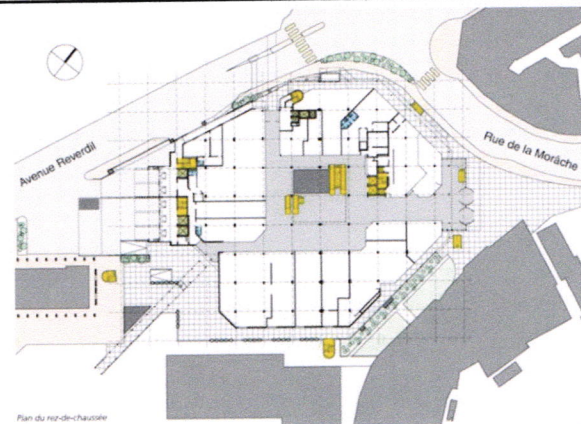 Avenue Reverdil
Rue de la Morâche
Plan du rez-de-chaussée